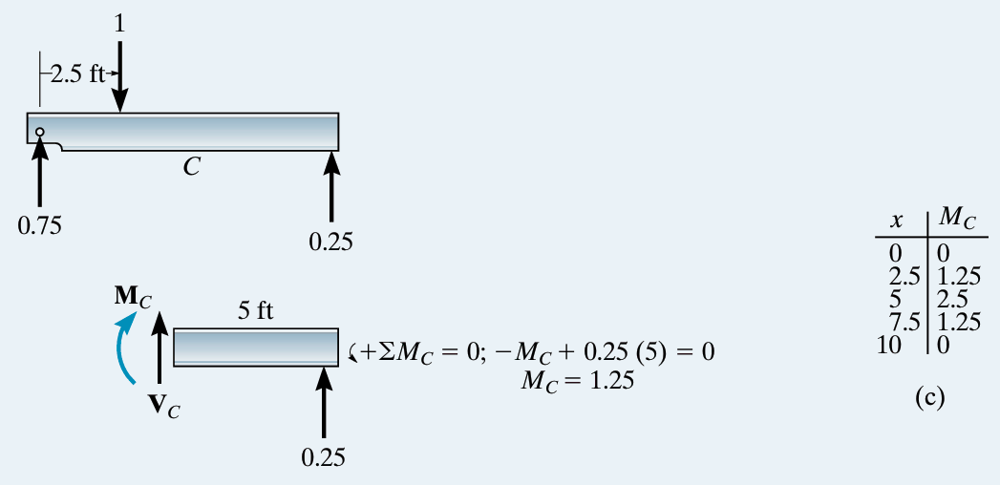 1
2.5 ft
C
0.75
0.25
M_C
5 ft
V_C
0.25
+ΣM_C = 0; −M_C + 0.25 (5) = 0
M_C = 1.25
x M_C
0 0
2.5 1.25
5 2.5
7.5 1.25
10 0
(c)